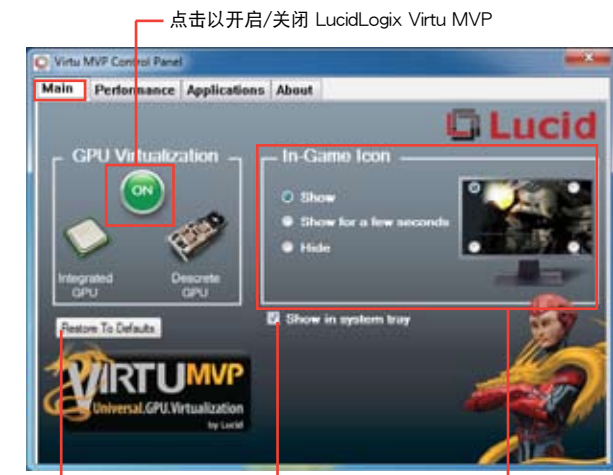 点击以开启/关闭 LucidLogix Virtu MVP
Virtu MVP Control Panel
Main Performance Applications About
Lucid
GPU Virtualization
In-Game Icon
ON
Show
Show for a few seconds
Hide
Integrated GPU
Descrete GPU
Restore To Defaults
Show in system tray
VIRTU MVP
Universal.GPU.Virtualization
by Lucid